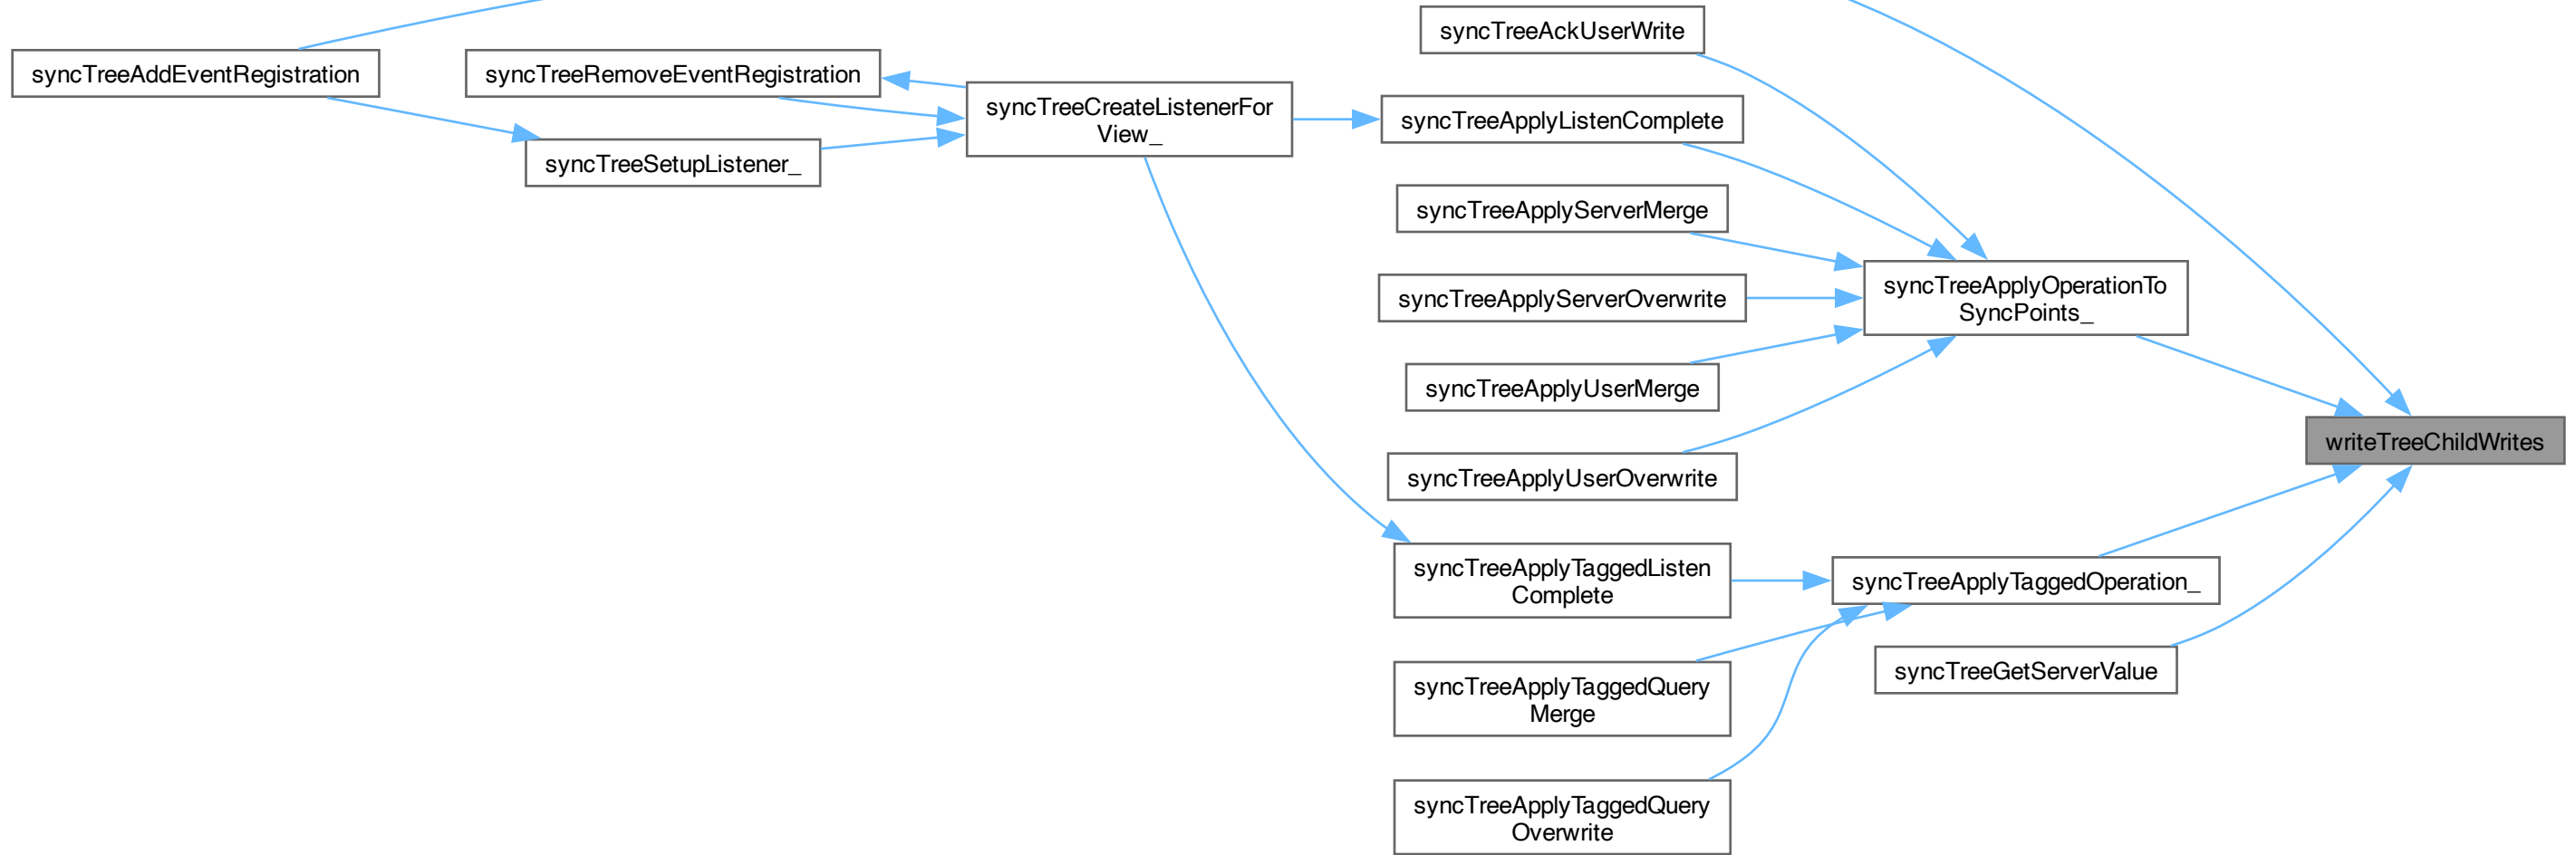 syncTreeAckUserWrite
syncTreeAddEventRegistration
syncTreeRemoveEventRegistration
syncTreeCreateListenerFor
View_
syncTreeApplyListenComplete
syncTreeSetupListener_
syncTreeApplyServerMerge
syncTreeApplyServerOverwrite
syncTreeApplyOperationTo
SyncPoints_
syncTreeApplyUserMerge
writeTreeChildWrites
syncTreeApplyUserOverwrite
syncTreeApplyTaggedListen
Complete
syncTreeApplyTaggedOperation_
syncTreeApplyTaggedQuery
Merge
syncTreeGetServerValue
syncTreeApplyTaggedQuery
Overwrite